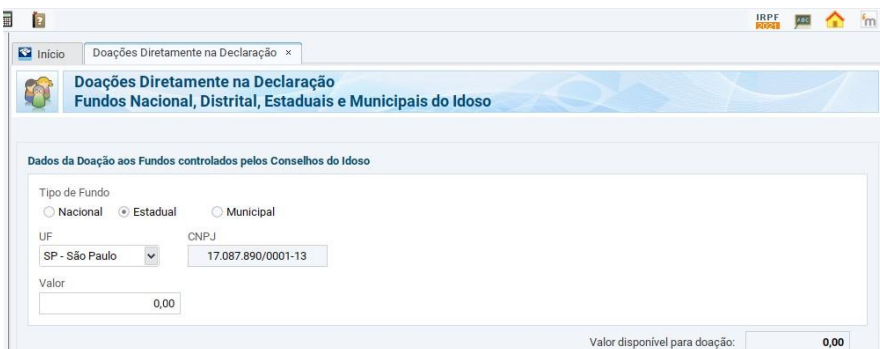 IRPF
2021
ABC
Início
Doações Diretamente na Declaração ×
Doações Diretamente na Declaração
Fundos Nacional, Distrital, Estaduais e Municipais do Idoso
Dados da Doação aos Fundos controlados pelos Conselhos do Idoso
Tipo de Fundo
Nacional Estadual Municipal
UF CNPJ
SP - São Paulo 17.087.890/0001-13
Valor
0,00
Valor disponível para doação: 0,00